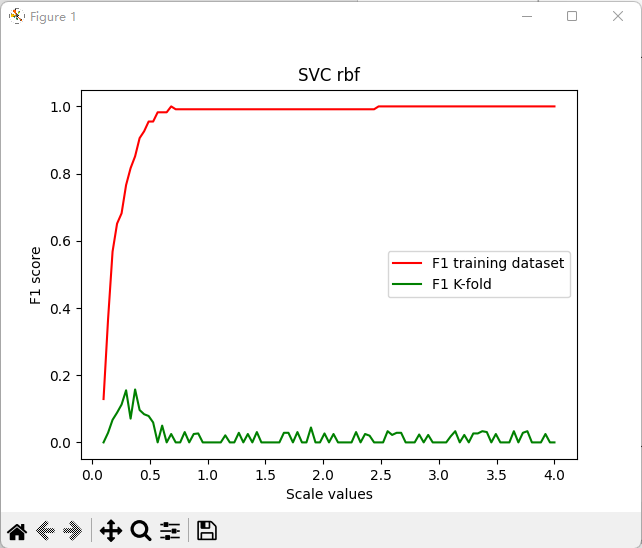 Figure 1
SVC rbf
1.0
0.8
0.6
0.4
0.2
0.0
F1 score
F1 training dataset
F1 K-fold
0.0 0.5 1.0 1.5 2.0 2.5 3.0 3.5 4.0
Scale values